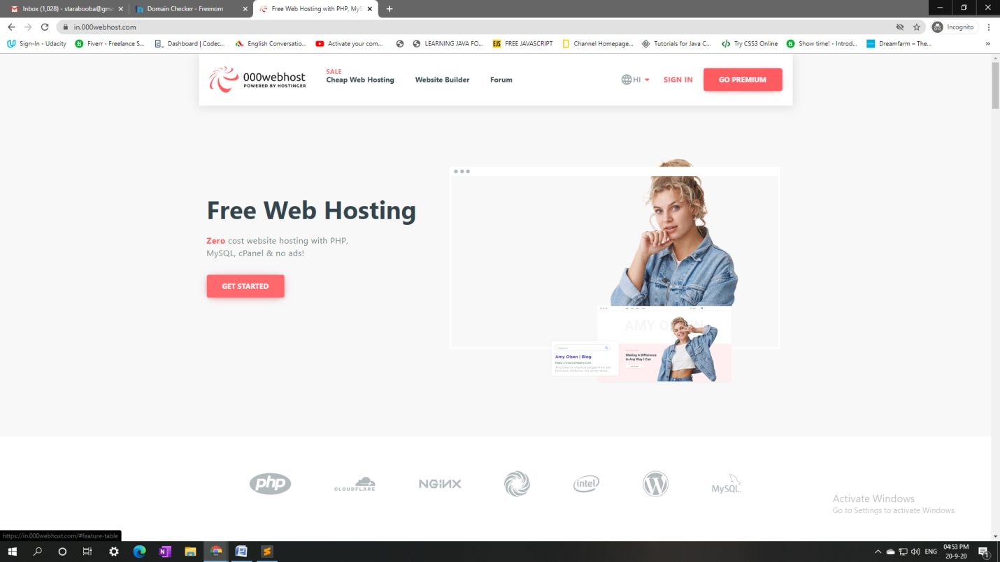 Inbox (1,028) - starabooba@gma
Domain Checker - Freenom
Free Web Hosting with PHP, MyS
in.000webhost.com
Incognito
Sign-In - Udacity
Fiverr - Freelance S...
Dashboard | Codec...
English Conversatio...
Activate your com...
LEARNING JAVA FO...
EJS
FREE JAVASCRIPT
Channel Homepage...
Tutorials for Java C...
Try CSS3 Online
Show time! - Introd...
Dreamfarm – The...
»
000webhost
POWERED BY HOSTINGER
SALE
Cheap Web Hosting
Website Builder
Forum
HI
SIGN IN
GO PREMIUM
Free Web Hosting
Zero cost website hosting with PHP,
MySQL, cPanel & no ads!
GET STARTED
Amy Olsen | Blog
https://yourcompany.com
Making A Difference
In Any Way I Can
php
CLOUDFLARE
NGINX
intel
MySQL
Activate Windows
Go to Settings to activate Windows.
https://in.000webhost.com/#feature-table
ENG
04:53 PM
20-9-20
1